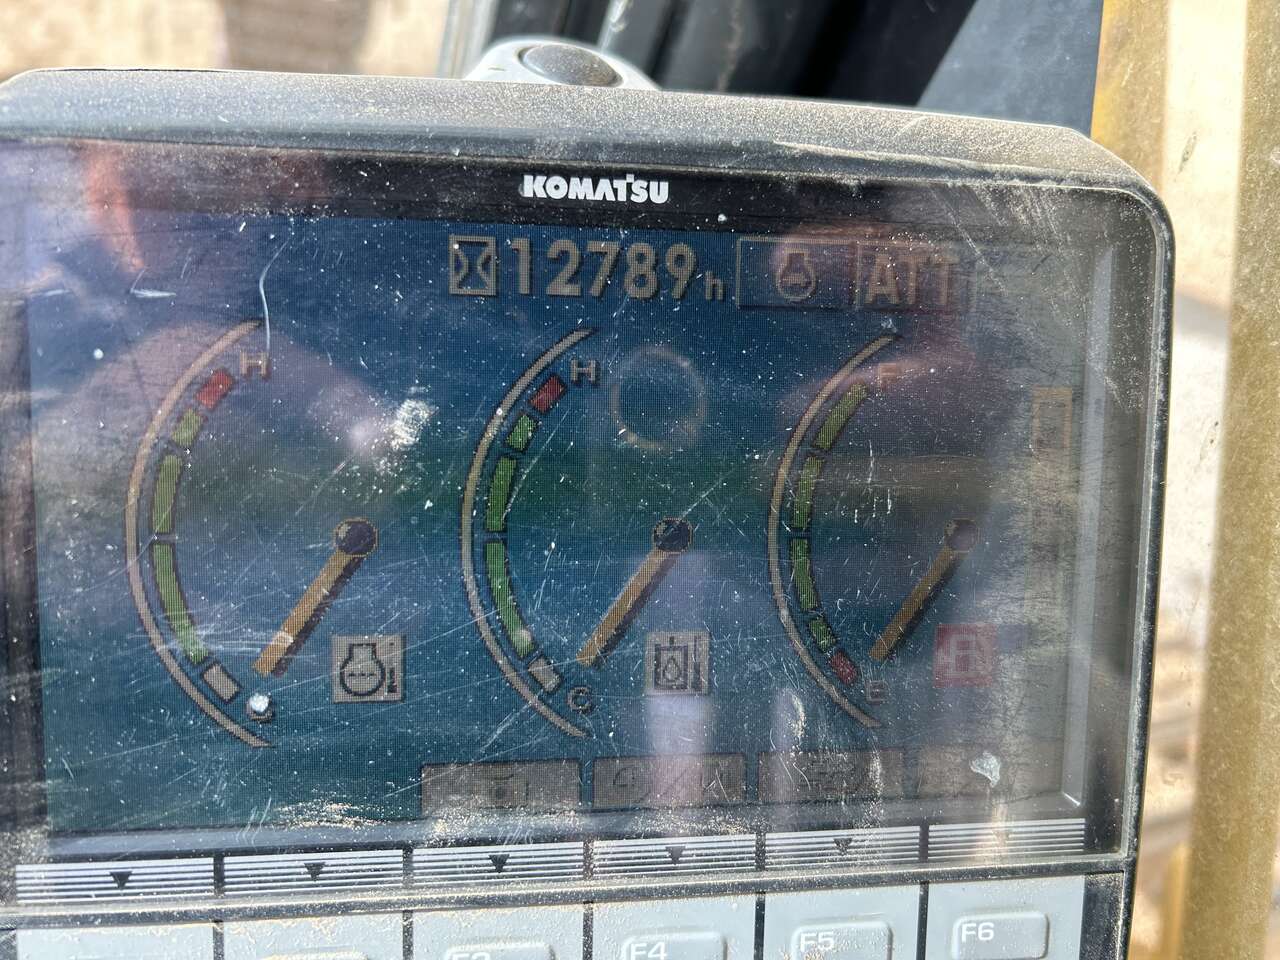 KOMATSU
12789h ATT
H H F
C E
F4 F5 F6